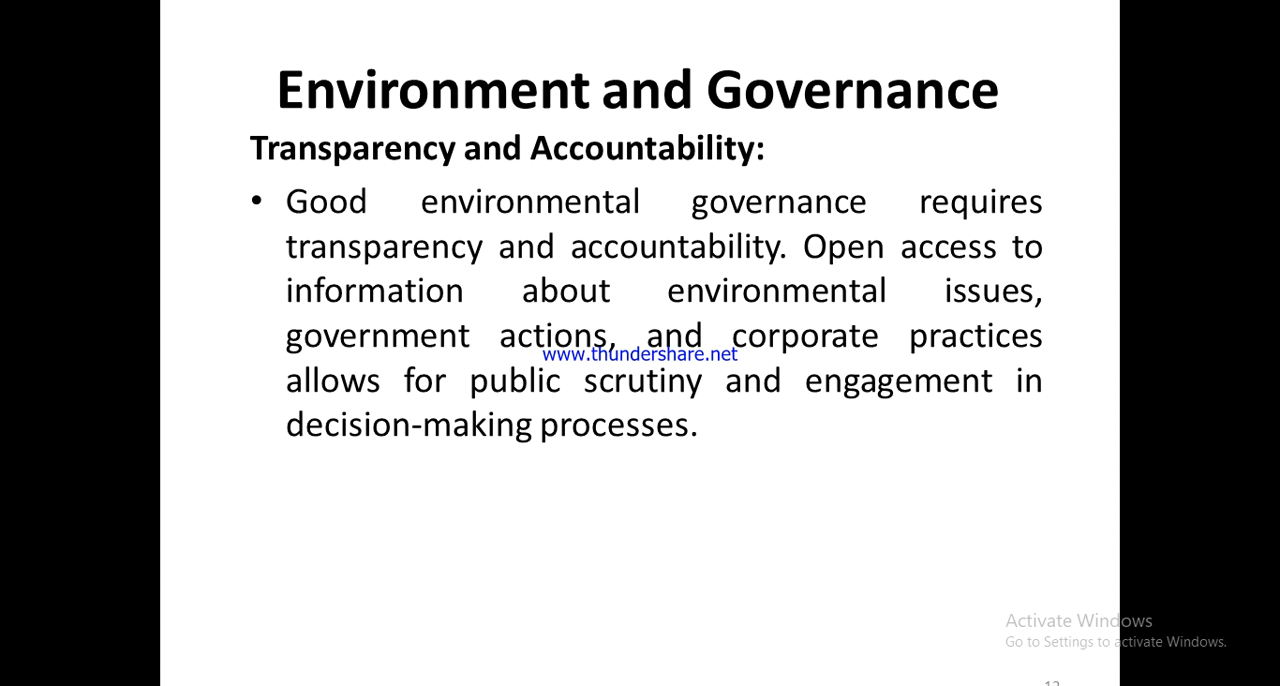 Environment and Governance
Transparency and Accountability:
• Good environmental governance requires
transparency and accountability. Open access to
information about environmental issues,
government actions, and corporate practices
www.thundershare.net
allows for public scrutiny and engagement in
decision-making processes.
Activate Windows
Go to Settings to activate Windows.